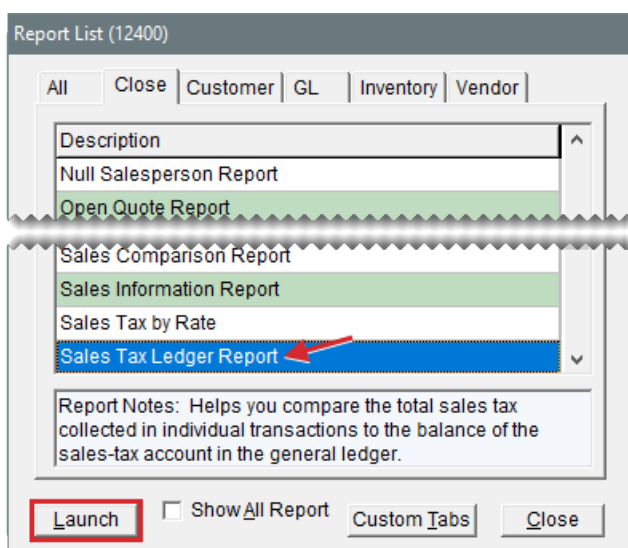 Report List (12400)
All Close Customer GL Inventory Vendor
Description
Null Salesperson Report
Open Quote Report
Sales Comparison Report
Sales Information Report
Sales Tax by Rate
Sales Tax Ledger Report
Report Notes: Helps you compare the total sales tax
collected in individual transactions to the balance of the
sales-tax account in the general ledger.
Launch Show All Report Custom Tabs Close